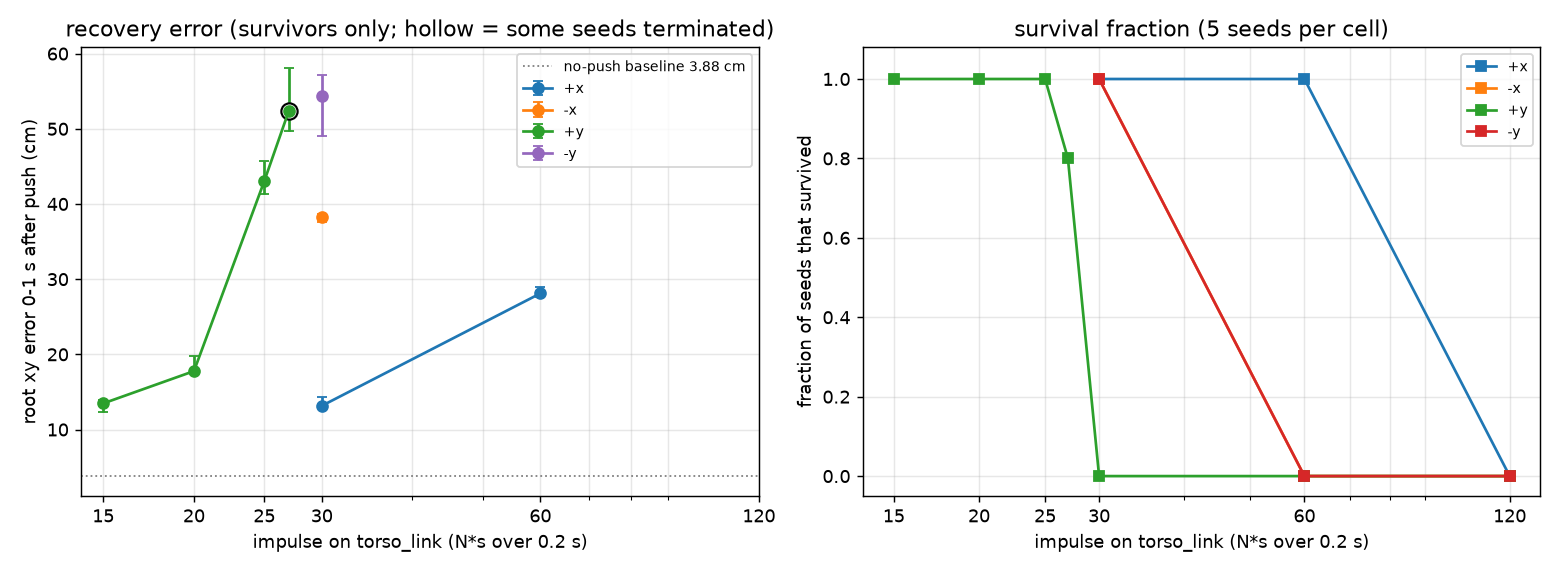 recovery error (survivors only; hollow = some seeds terminated)
root xy error 0-1 s after push (cm)
60
50
40
30
20
10
no-push baseline 3.88 cm
+x
-x
+y
-y
15 20 25 30 60 120
impulse on torso_link (N*s over 0.2 s)
survival fraction (5 seeds per cell)
fraction of seeds that survived
1.0
0.8
0.6
0.4
0.2
0.0
+x
-x
+y
-y
15 20 25 30 60 120
impulse on torso_link (N*s over 0.2 s)